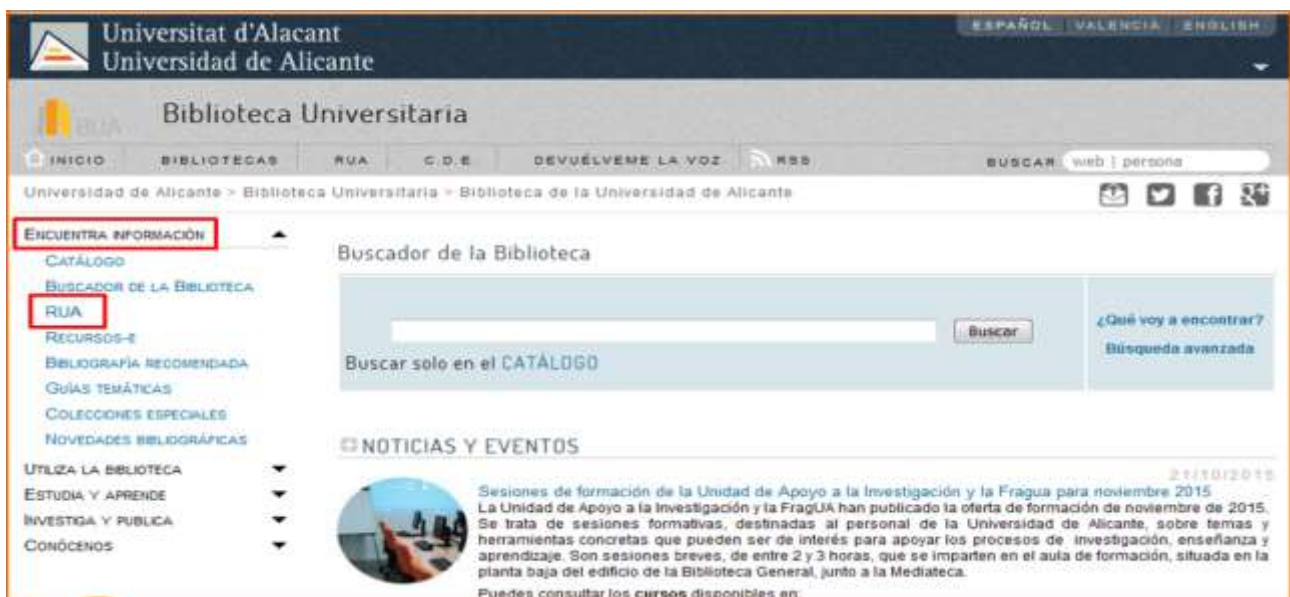 Universitat d'Alacant
Universidad de Alicante
ESPAÑOL VALENCIÀ ENGLISH
BUA
Biblioteca Universitaria
INICIO BIBLIOTECAS RUA C.D.E DEVUÉLVEME LA VOZ RSS BUSCAR web | persona
Universidad de Alicante > Biblioteca Universitaria > Biblioteca de la Universidad de Alicante
ENCUENTRA INFORMACIÓN
CATÁLOGO
BUSCADOR DE LA BIBLIOTECA
RUA
RECURSOS-E
BIBLIOGRAFÍA RECOMENDADA
GUÍAS TEMÁTICAS
COLECCIONES ESPECIALES
NOVEDADES BIBLIOGRÁFICAS
UTILIZA LA BIBLIOTECA
ESTUDIA Y APRENDE
INVESTIGA Y PUBLICA
CONÓCENOS
Buscador de la Biblioteca
Buscar
Buscar solo en el CATÁLOGO
¿Qué voy a encontrar?
Búsqueda avanzada
NOTICIAS Y EVENTOS
21/10/2015
Sesiones de formación de la Unidad de Apoyo a la Investigación y la Fragua para noviembre 2015
La Unidad de Apoyo a la Investigación y la FragUA han publicado la oferta de formación de noviembre de 2015.
Se trata de sesiones formativas, destinadas al personal de la Universidad de Alicante, sobre temas y
herramientas concretas que pueden ser de interés para apoyar los procesos de investigación, enseñanza y
aprendizaje. Son sesiones breves, de entre 2 y 3 horas, que se imparten en el aula de formación, situada en la
planta baja del edificio de la Biblioteca General, junto a la Mediateca.
Puedes consultar los cursos disponibles en: